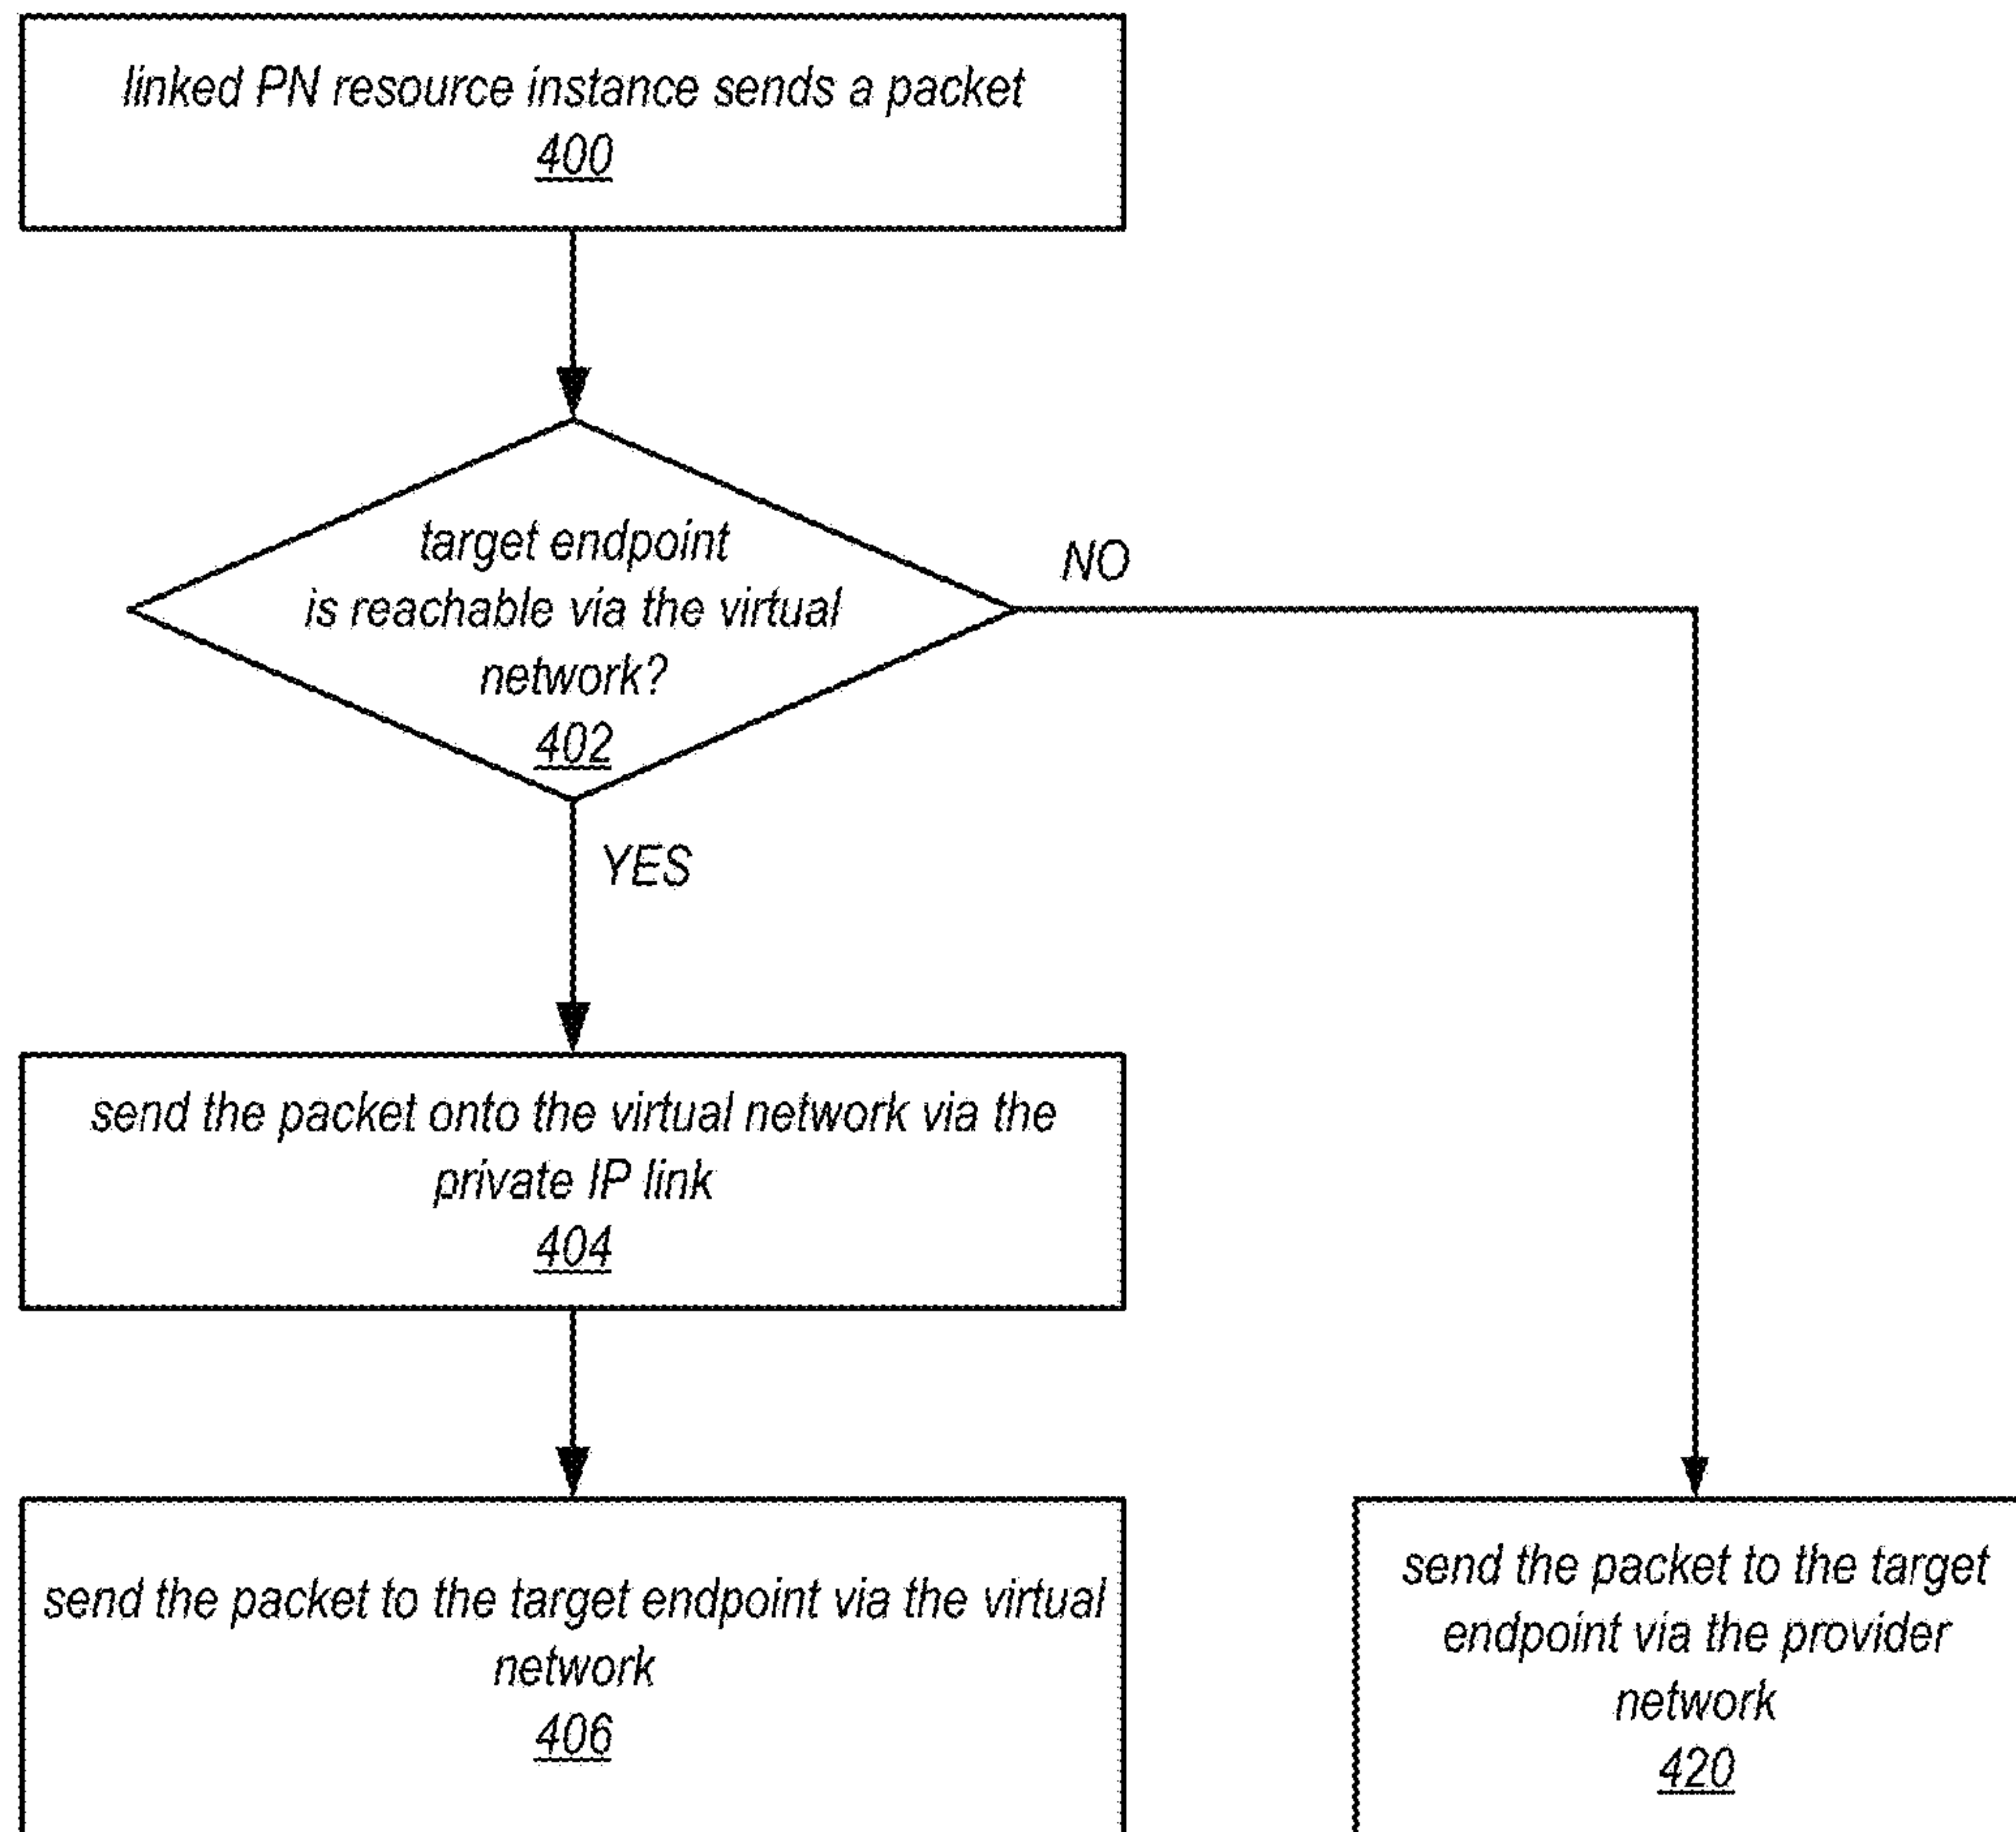 linked PN resource instance sends a packet
400
target endpoint
is reachable via the virtual
network?
402
NO
YES
send the packet onto the virtual network via the
private IP link
404
send the packet to the target endpoint via the virtual
network
406
send the packet to the target
endpoint via the provider
network
420